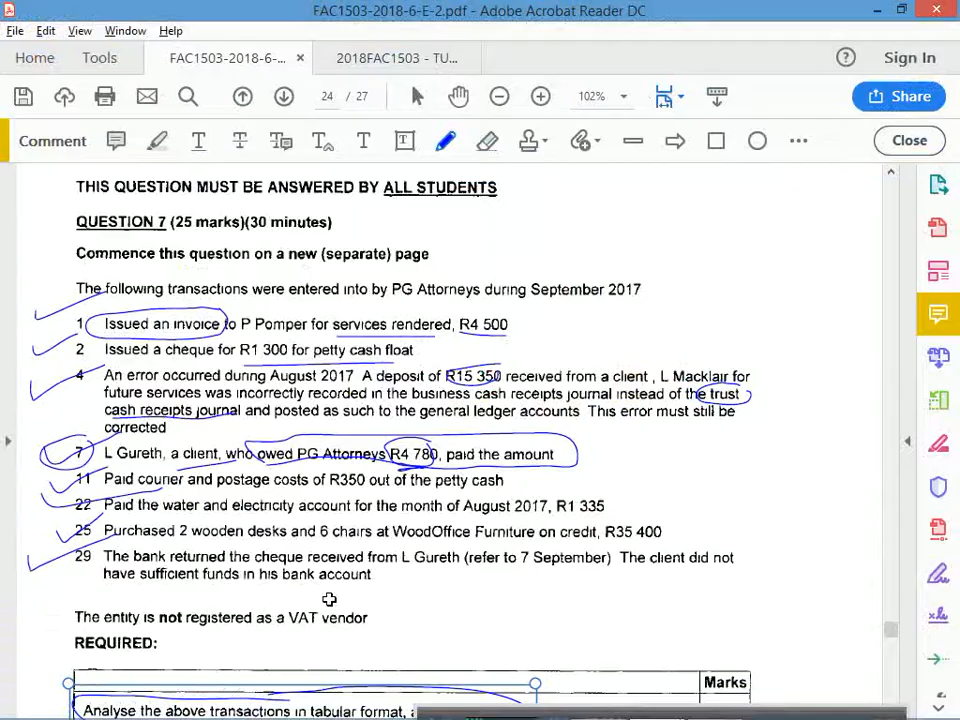 FAC1503-2018-6-E-2.pdf - Adobe Acrobat Reader DC
File Edit View Window Help
Home Tools FAC1503-2018-6-... × 2018FAC1503 - TU... Sign In
24 / 27 102% Share
Comment Close
THIS QUESTION MUST BE ANSWERED BY ALL STUDENTS
QUESTION 7 (25 marks)(30 minutes)
Commence this question on a new (separate) page
The following transactions were entered into by PG Attorneys during September 2017
1 Issued an invoice to P Pomper for services rendered, R4 500
2 Issued a cheque for R1 300 for petty cash float
4 An error occurred during August 2017 A deposit of R15 350 received from a client , L Macklair for
future services was incorrectly recorded in the business cash receipts journal instead of the trust
cash receipts journal and posted as such to the general ledger accounts This error must still be
corrected
7 L Gureth, a client, who owed PG Attorneys R4 780, paid the amount
11 Paid courier and postage costs of R350 out of the petty cash
22 Paid the water and electricity account for the month of August 2017, R1 335
25 Purchased 2 wooden desks and 6 chairs at WoodOffice Furniture on credit, R35 400
29 The bank returned the cheque received from L Gureth (refer to 7 September) The client did not
have sufficient funds in his bank account
The entity is not registered as a VAT vendor
REQUIRED:
Marks
Analyse the above transactions in tabular format,